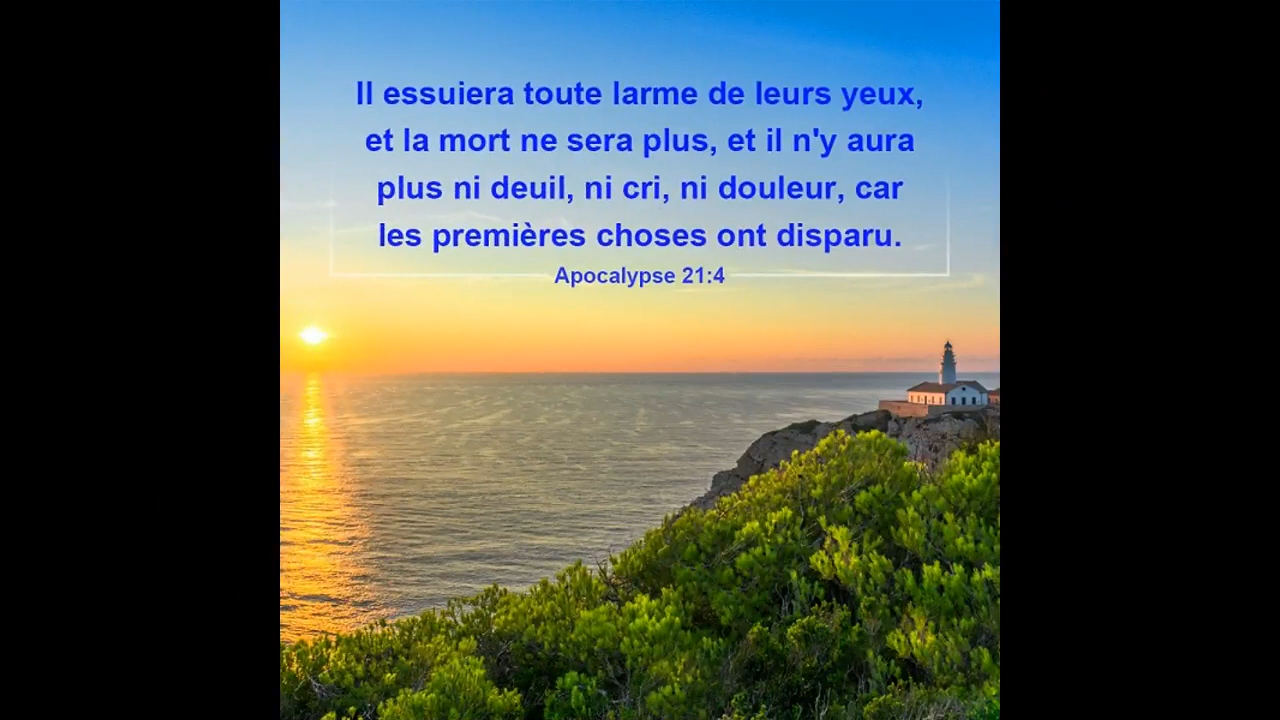 Il essuiera toute larme de leurs yeux,
et la mort ne sera plus, et il n'y aura
plus ni deuil, ni cri, ni douleur, car
les premières choses ont disparu.
Apocalypse 21:4